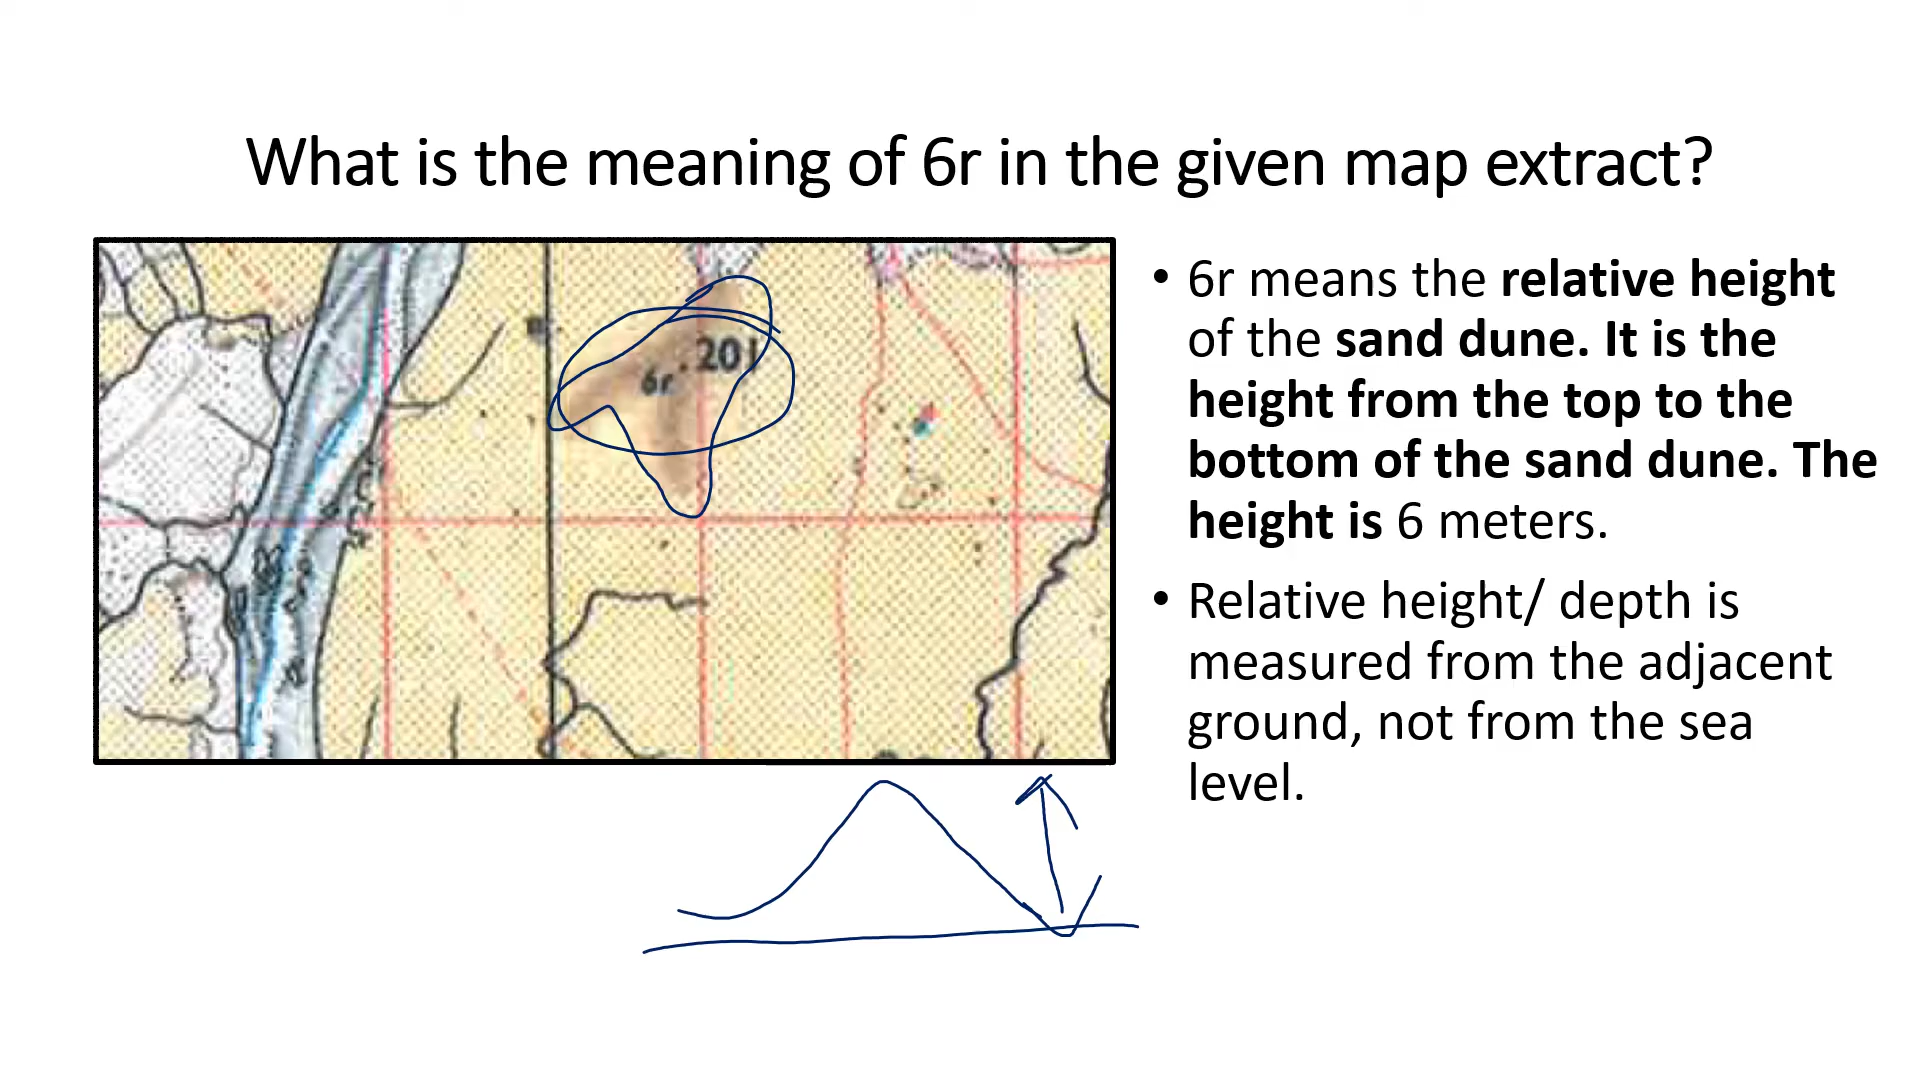 What is the meaning of 6r in the given map extract?
6r
.201
• 6r means the relative height
of the sand dune. It is the
height from the top to the
bottom of the sand dune. The
height is 6 meters.
• Relative height/ depth is
measured from the adjacent
ground, not from the sea
level.